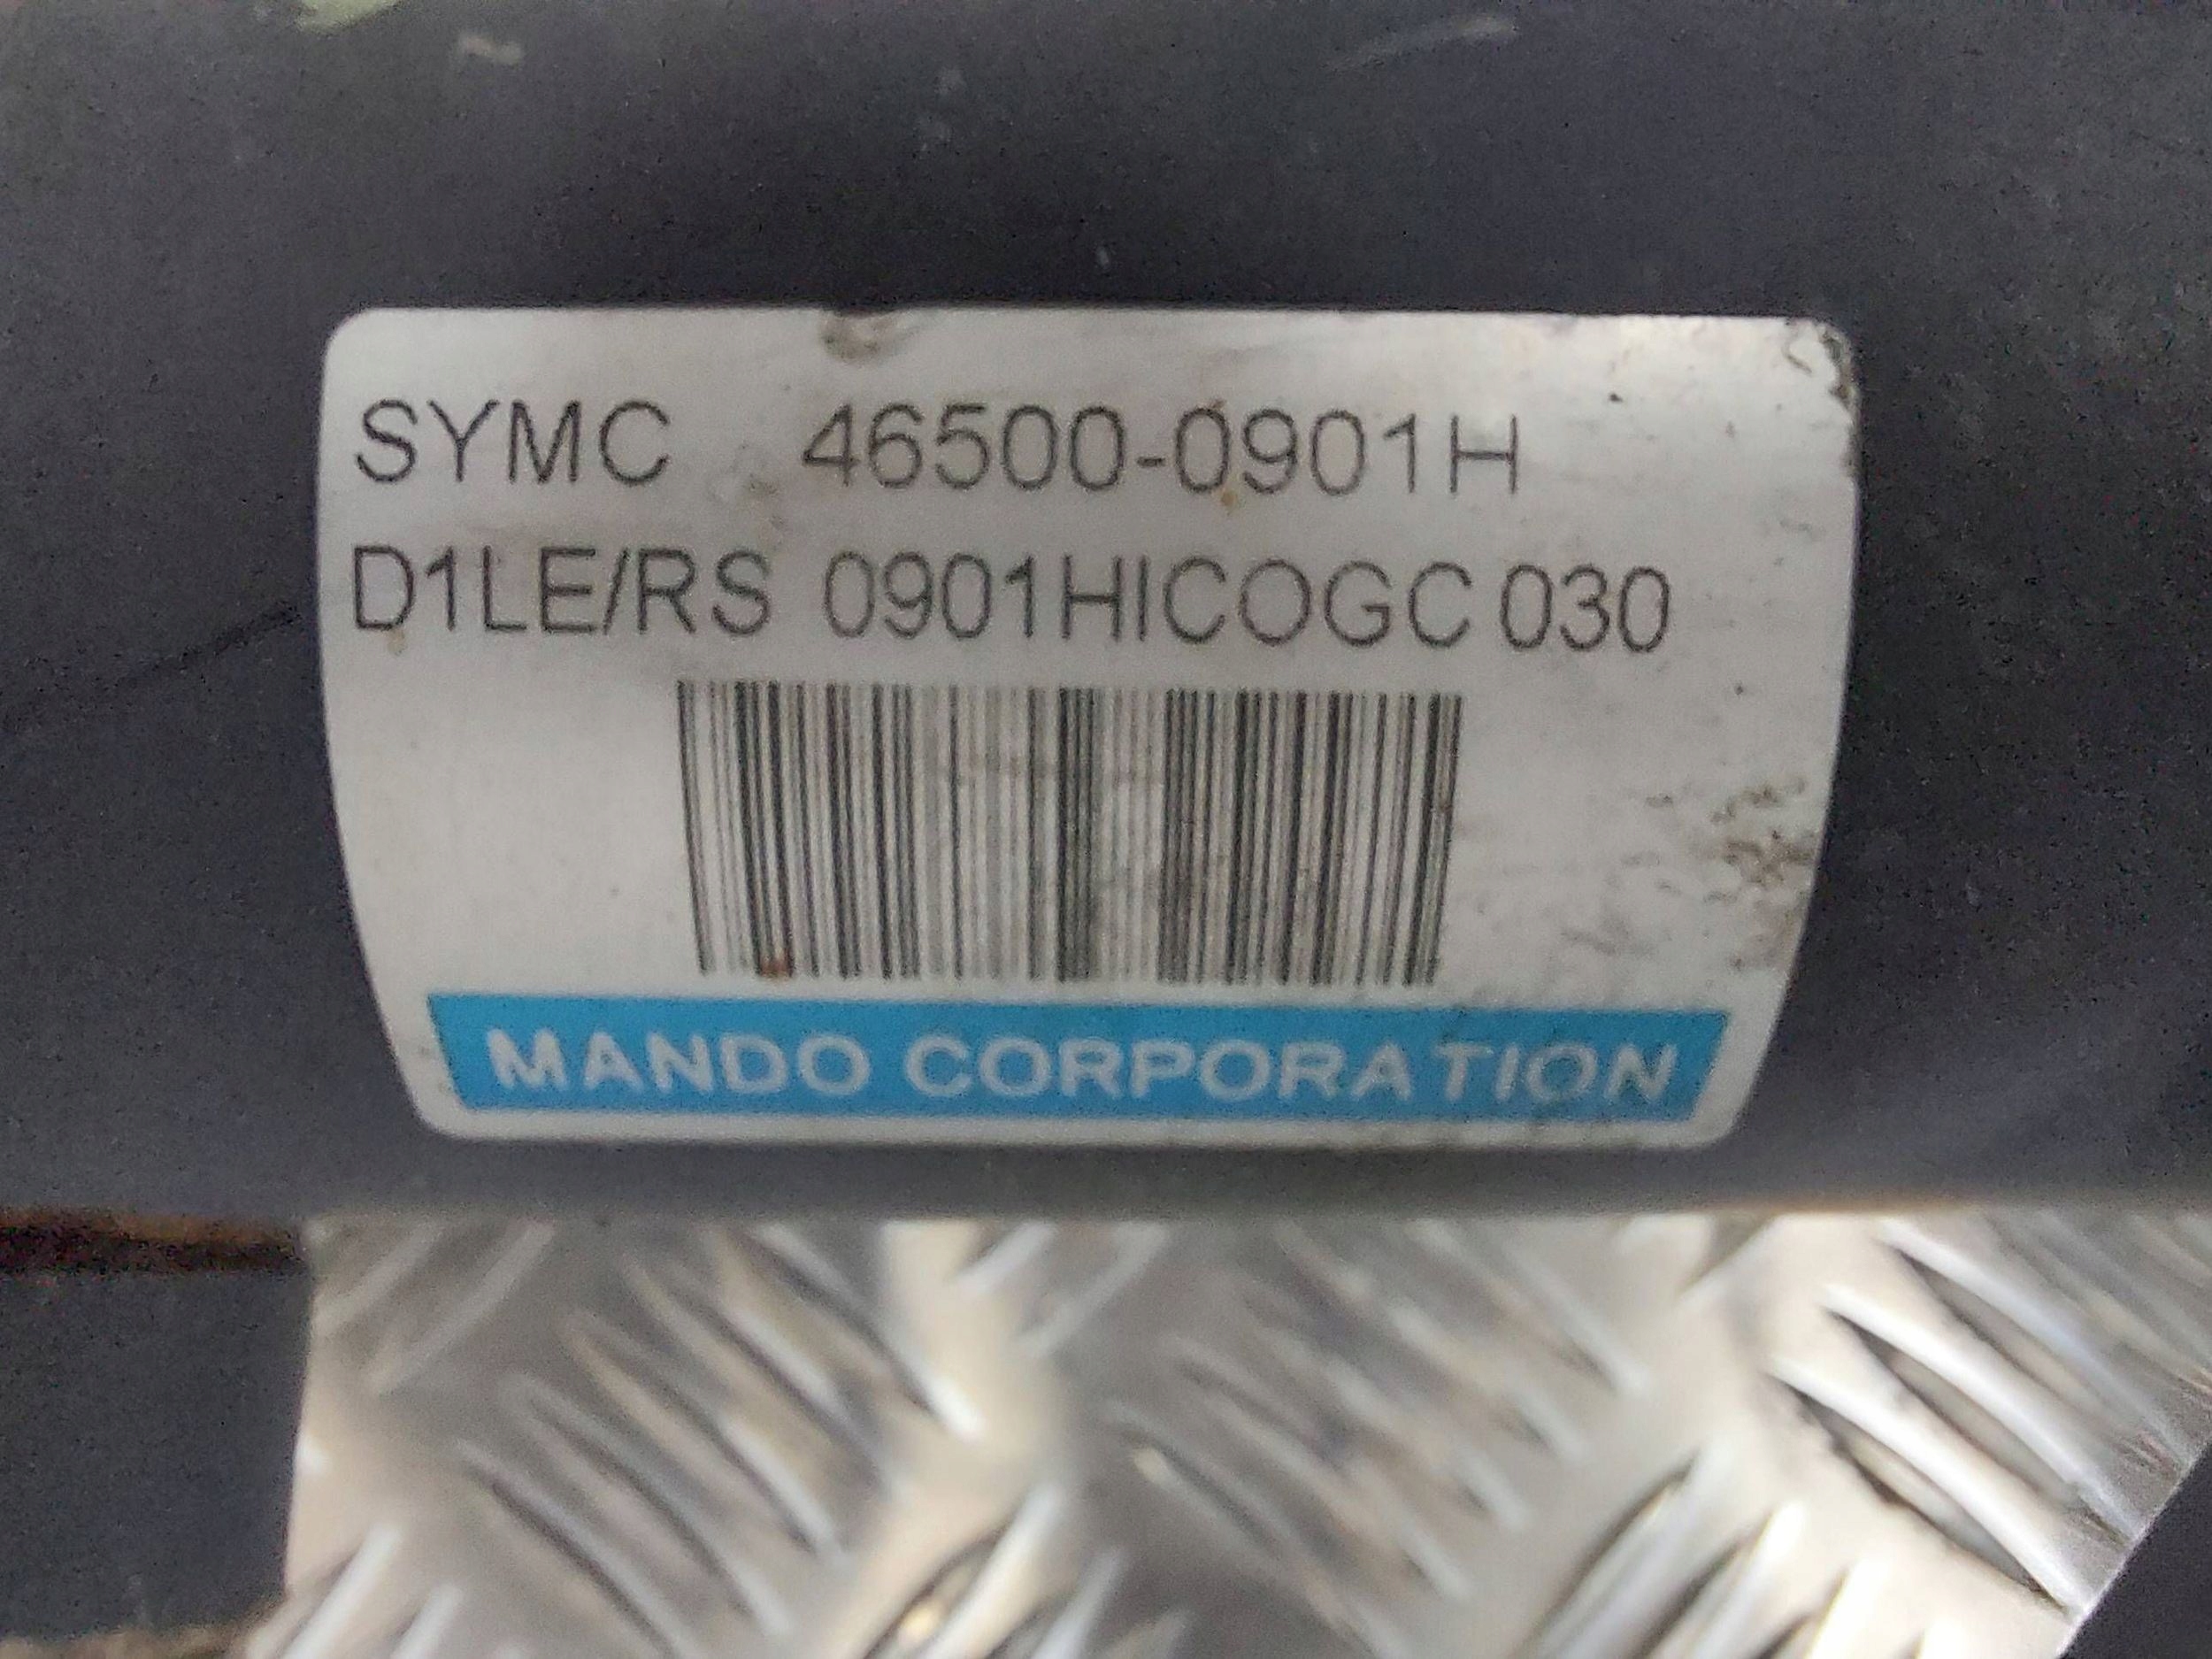 SYMC 46500-0901H
D1LE/RS 0901HICOGC 030
MANDO CORPORATION